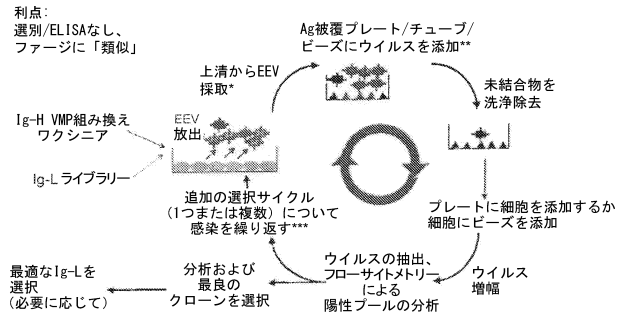 利点:
選別/ELISAなし、
ファージに「類似」
Ag被覆プレート/チューブ/
ビーズにウイルスを添加**
上清からEEV
採取*
未結合物を
洗浄除去
Ig-H VMP組み換え
ワクシニア
EEV
放出
Ig-Lライブラリー
追加の選択サイクル
(1つまたは複数)について
感染を繰り返す***
プレートに細胞を添加するか
細胞にビーズを添加
最適なIg-Lを
選択
(必要に応じて)
分析および
最良の
クローンを選択
ウイルスの抽出、
フローサイトメトリー
による
陽性プールの分析
ウイルス
増幅